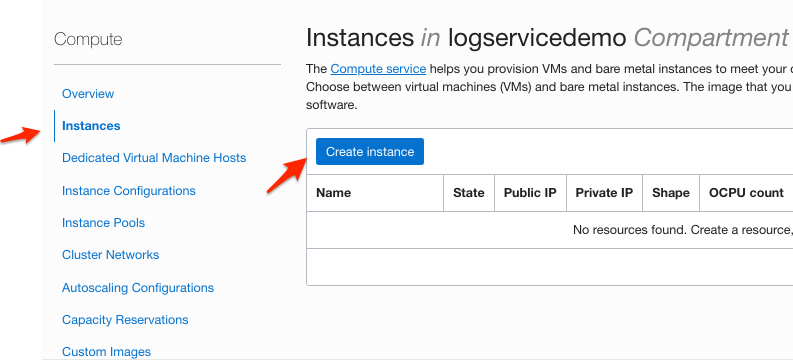 Compute
Overview
Instances
Dedicated Virtual Machine Hosts
Instance Configurations
Instance Pools
Cluster Networks
Autoscaling Configurations
Capacity Reservations
Custom Images
Instances in logservicedemo Compartment
The Compute service helps you provision VMs and bare metal instances to meet your
Choose between virtual machines (VMs) and bare metal instances. The image that you
software.
Create instance
Name State Public IP Private IP Shape OCPU count
No resources found. Create a resource,